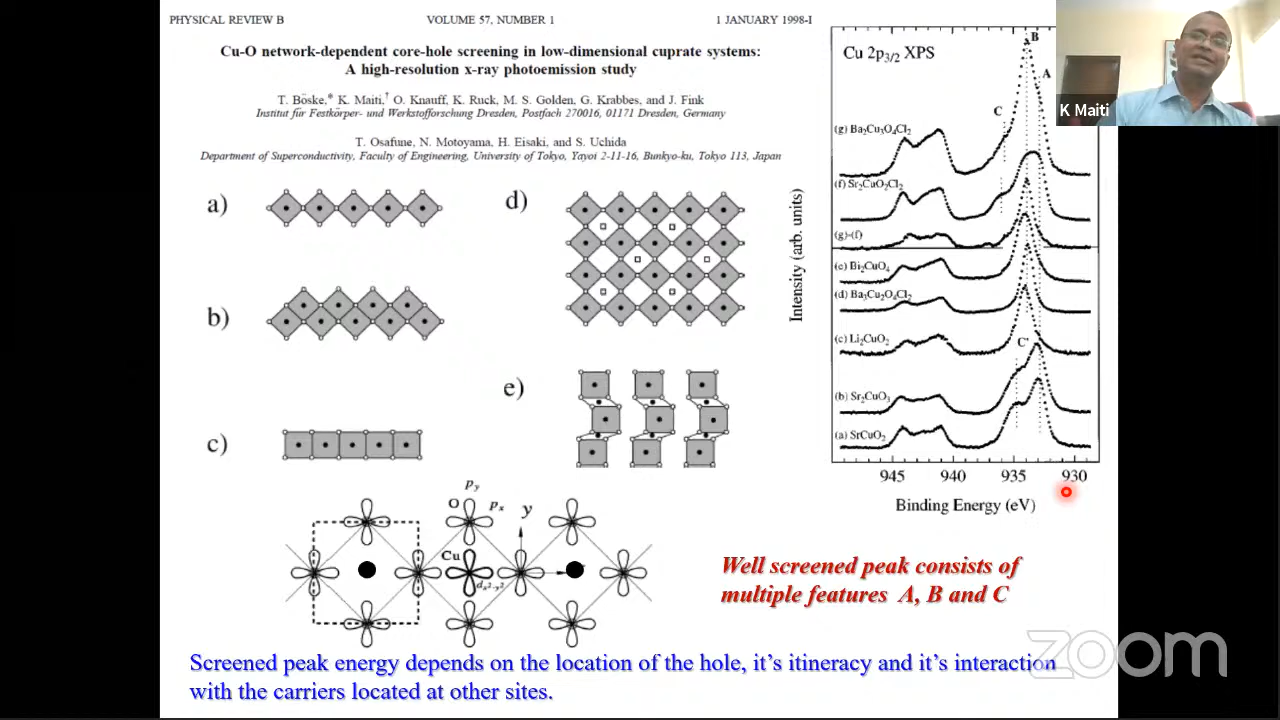 PHYSICAL REVIEW B VOLUME 57, NUMBER 1 1 JANUARY 1998-I
Cu-O network-dependent core-hole screening in low-dimensional cuprate systems:
A high-resolution x-ray photoemission study
T. Böske,* K. Maiti,† O. Knauff, K. Ruck, M. S. Golden, G. Krabbes, and J. Fink
Institut für Festkörper- und Werkstofforschung Dresden, Postfach 270016, 01171 Dresden, Germany
T. Osafune, N. Motoyama, H. Eisaki, and S. Uchida
Department of Superconductivity, Faculty of Engineering, University of Tokyo, Yayoi 2-11-16, Bunkyo-ku, Tokyo 113, Japan
a)
b)
c)
d)
e)
p_y
O p_x y
Cu
d_x²-y²
Cu 2p3/2 XPS
B
A
C
(g) Ba2Cu3O4Cl2
(f) Sr2CuO2Cl2
(g)-(f)
(e) Bi2CuO4
(d) Ba3Cu2O4Cl2
(c) Li2CuO2
C'
(b) Sr2CuO3
(a) SrCuO2
Intensity (arb. units)
945 940 935 930
Binding Energy (eV)
K Maiti
Well screened peak consists of
multiple features A, B and C
zoom
Screened peak energy depends on the location of the hole, it’s itineracy and it’s interaction
with the carriers located at other sites.